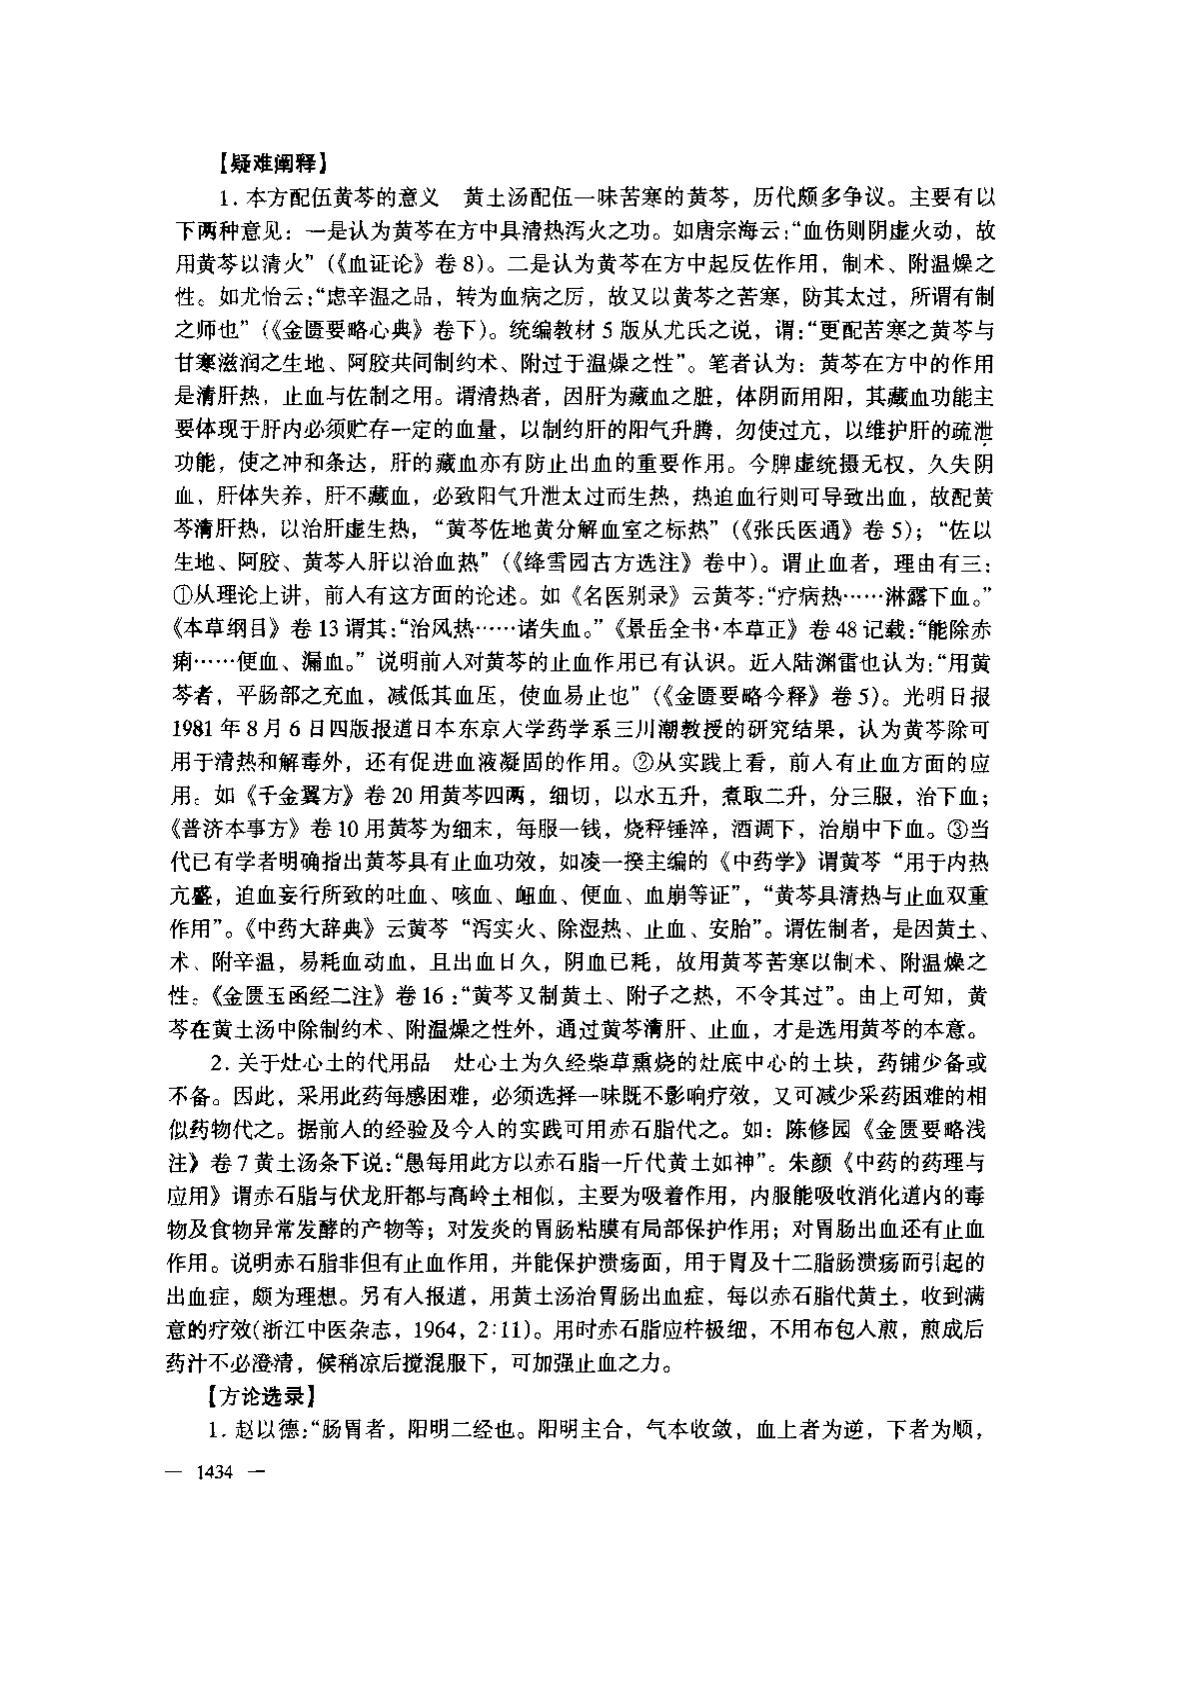 【疑难阐释】
1. 本方配伍黄芩的意义　黄土汤配伍一味苦寒的黄芩，历代颇多争议。主要有以
下两种意见：一是认为黄芩在方中具清热泻火之功。如唐宗海云：“血伤则阴虚火动，故
用黄芩以清火”（《血证论》卷 8）。二是认为黄芩在方中起反佐作用，制术、附温燥之
性。如尤怡云：“虑辛温之品，转为血病之厉，故又以黄芩之苦寒，防其太过，所谓有制
之师也”（《金匮要略心典》卷下）。统编教材 5 版从尤氏之说，谓：“更配苦寒之黄芩与
甘寒滋润之生地、阿胶共同制约术、附过于温燥之性”。笔者认为：黄芩在方中的作用
是清肝热，止血与佐制之用。谓清热者，因肝为藏血之脏，体阴而用阳，其藏血功能主
要体现于肝内必须贮存一定的血量，以制约肝的阳气升腾，勿使过亢，以维护肝的疏泄
功能，使之冲和条达，肝的藏血亦有防止出血的重要作用。今脾虚统摄无权，久失阴
血，肝体失养，肝不藏血，必致阳气升泄太过而生热，热迫血行则可导致出血，故配黄
芩清肝热，以治肝虚生热，“黄芩佐地黄分解血室之标热”（《张氏医通》卷 5）；“佐以
生地、阿胶、黄芩入肝以治血热”（《绛雪园古方选注》卷中）。谓止血者，理由有三：
①从理论上讲，前人有这方面的论述。如《名医别录》云黄芩：“疗病热……淋露下血。”
《本草纲目》卷 13 谓其：“治风热……诸失血。”《景岳全书·本草正》卷 48 记载：“能除赤
痢……便血、漏血。”说明前人对黄芩的止血作用已有认识。近人陆渊雷也认为：“用黄
芩者，平肠部之充血，减低其血压，使血易止也”（《金匮要略今释》卷 5）。光明日报
1981 年 8 月 6 日四版报道日本东京大学药学系三川潮教授的研究结果，认为黄芩除可
用于清热和解毒外，还有促进血液凝固的作用。②从实践上看，前人有止血方面的应
用。如《千金翼方》卷 20 用黄芩四两，细切，以水五升，煮取二升，分三服，治下血；
《普济本事方》卷 10 用黄芩为细末，每服一钱，烧秤锤淬，酒调下，治崩中下血。③当
代已有学者明确指出黄芩具有止血功效，如凌一揆主编的《中药学》谓黄芩“用于内热
亢盛，迫血妄行所致的吐血、咳血、衄血、便血、血崩等证”，“黄芩具清热与止血双重
作用”。《中药大辞典》云黄芩“泻实火、除湿热、止血、安胎”。谓佐制者，是因黄土、
术、附辛温，易耗血动血，且出血日久，阴血已耗，故用黄芩苦寒以制术、附温燥之
性。《金匮玉函经二注》卷 16：“黄芩又制黄土、附子之热，不令其过”。由上可知，黄
芩在黄土汤中除制约术、附温燥之性外，通过黄芩清肝、止血，才是选用黄芩的本意。
2. 关于灶心土的代用品　灶心土为久经柴草熏烧的灶底中心的土块，药铺少备或
不备。因此，采用此药每感困难，必须选择一味既不影响疗效，又可减少采药困难的相
似药物代之。据前人的经验及今人的实践可用赤石脂代之。如：陈修园《金匮要略浅
注》卷 7 黄土汤条下说：“愚每用此方以赤石脂一斤代黄土如神”。朱颜《中药的药理与
应用》谓赤石脂与伏龙肝都与高岭土相似，主要为吸着作用，内服能吸收消化道内的毒
物及食物异常发酵的产物等；对发炎的胃肠粘膜有局部保护作用；对胃肠出血还有止血
作用。说明赤石脂非但有止血作用，并能保护溃疡面，用于胃及十二脂肠溃疡而引起的
出血症，颇为理想。另有人报道，用黄土汤治胃肠出血症，每以赤石脂代黄土，收到满
意的疗效(浙江中医杂志，1964，2:11)。用时赤石脂应杵极细，不用布包入煎，煎成后
药汁不必澄清，候稍凉后搅混服下，可加强止血之力。
【方论选录】
1. 赵以德：“肠胃者，阳明二经也。阳明主合，气本收敛，血上者为逆，下者为顺，
— 1434 —